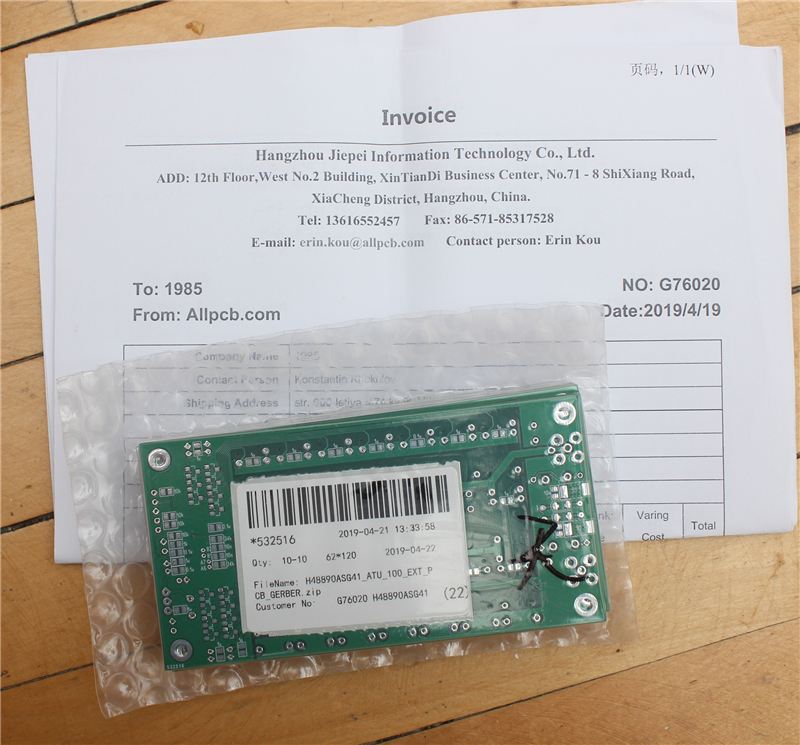 页码，1/1(W)
Invoice
Hangzhou Jiepei Information Technology Co., Ltd.
ADD: 12th Floor,West No.2 Building, XinTianDi Business Center, No.71 - 8 ShiXiang Road,
XiaCheng District, Hangzhou, China.
Tel: 13616552457 Fax: 86-571-85317528
E-mail: erin.kou@allpcb.com Contact person: Erin Kou
To: 1985 NO: G76020
From: Allpcb.com Date:2019/4/19
Company Name 1985
Contact Person Konstantin
Shipping Address str.
Varing
Cost
Total
*532516 2019-04-21 13:33:58
Qty: 10-10 62*120 2019-04-22
FileName: H48890ASG41_ATU_100_EXT_P
CB_GERBER.zip
Customer No: G76020 H48890ASG41 (22)
532516